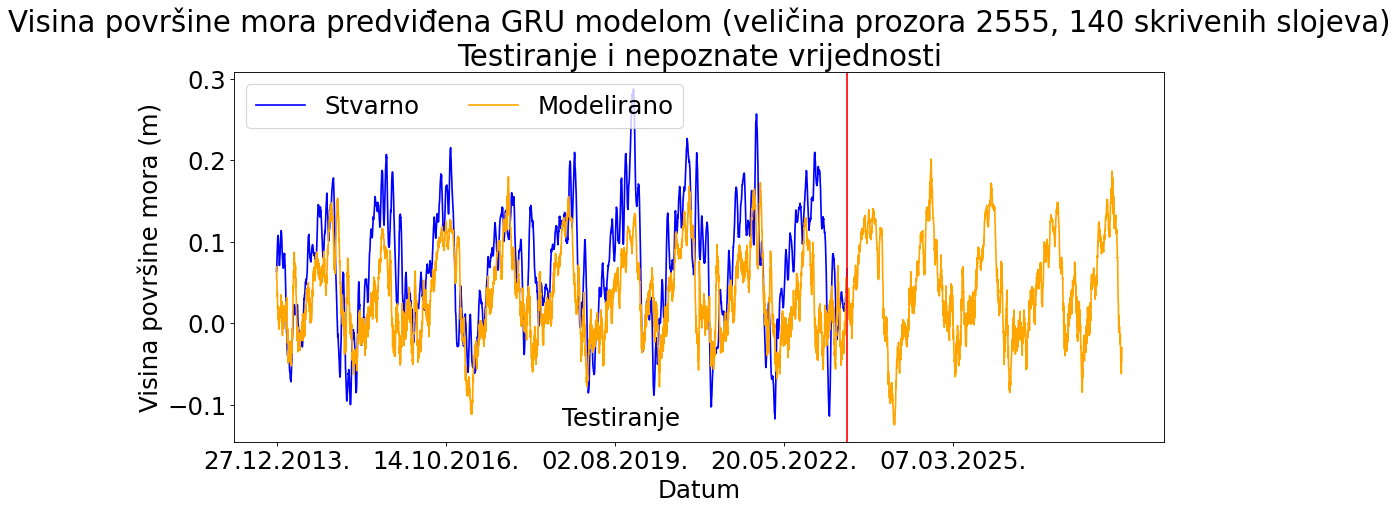 Visina površine mora predviđena GRU modelom (veličina prozora 2555, 140 skrivenih slojeva)
Testiranje i nepoznate vrijednosti
Stvarno Modelirano
Visina površine mora (m)
0.3
0.2
0.1
0.0
−0.1
Testiranje
27.12.2013. 14.10.2016. 02.08.2019. 20.05.2022. 07.03.2025.
Datum